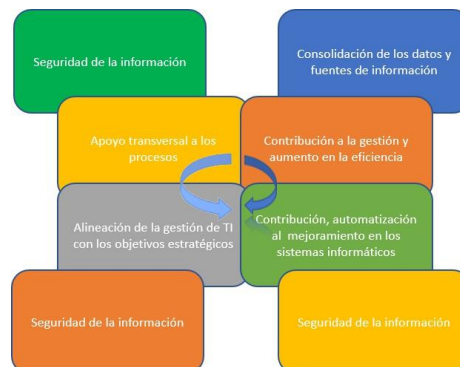 Seguridad de la información
Consolidación de los datos y
fuentes de información
Apoyo transversal a los
procesos
Contribución a la gestión y
aumento en la eficiencia
Alineación de la gestión de TI
con los objetivos estratégicos
Contribución, automatización
al mejoramiento en los
sistemas informáticos
Seguridad de la información
Seguridad de la información